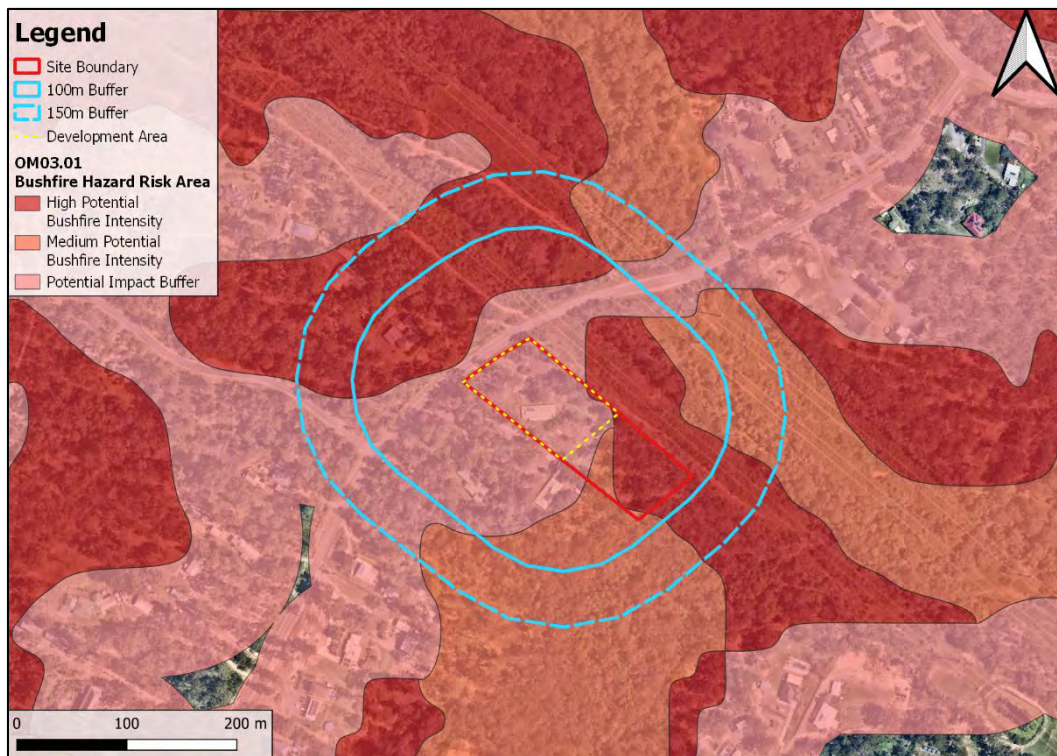 Legend
Site Boundary
100m Buffer
150m Buffer
Development Area
OM03.01
Bushfire Hazard Risk Area
High Potential
Bushfire Intensity
Medium Potential
Bushfire Intensity
Potential Impact Buffer
0 100 200 m